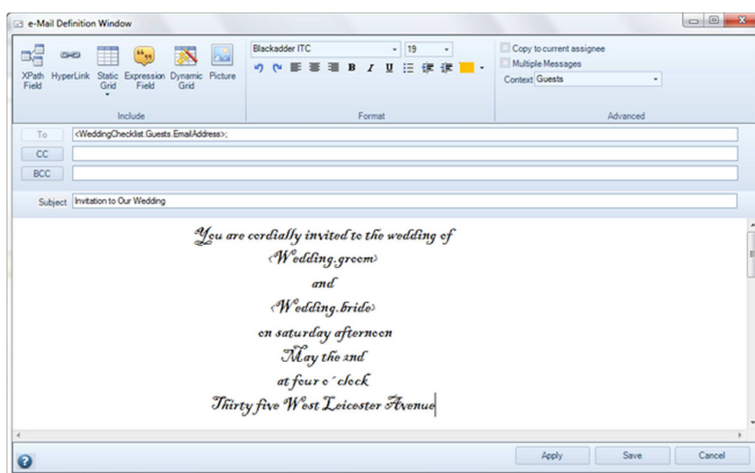 e-Mail Definition Window
XPath Field
HyperLink
Static Grid
Expression Field
Dynamic Grid
Picture
Include
Blackadder ITC
19
B I U
Format
Copy to current assignee
Multiple Messages
Context Guests
Advanced
To <WeddingChecklist.Guests.EmailAddress>;
CC
BCC
Subject Invitation to Our Wedding
You are cordially invited to the wedding of
<Wedding.groom>
and
<Wedding.bride>
on saturday afternoon
May the 2nd
at four o´clock
Thirty five West Leicester Avenue
Apply Save Cancel